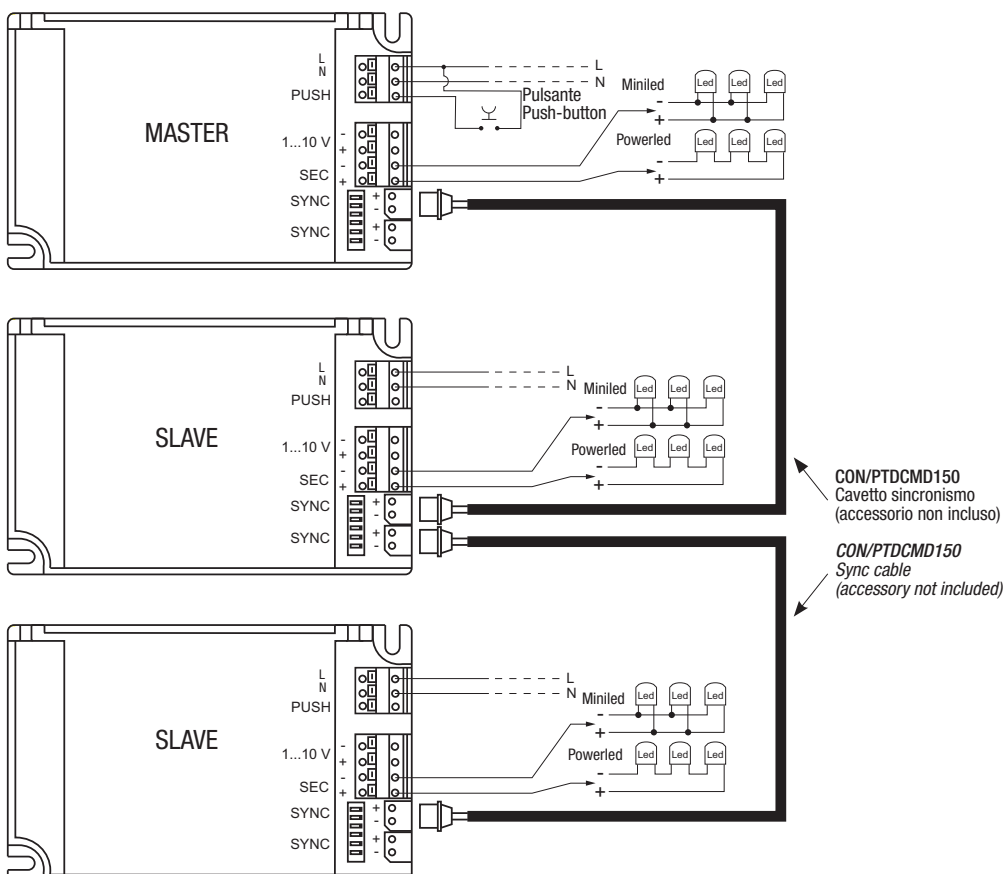 MASTER
L
N
PUSH
1...10 V
-
+
SEC
-
+
SYNC
+
-
SYNC
+
-
L
N
Pulsante
Push-button
Miniled
-
+
Led Led Led
Powerled
-
+
Led Led Led
SLAVE
L
N
PUSH
1...10 V
-
+
SEC
-
+
SYNC
+
-
SYNC
+
-
L
N
Miniled
-
+
Led Led Led
Powerled
-
+
Led Led Led
CON/PTDCMD150
Cavetto sincronismo
(accessorio non incluso)
CON/PTDCMD150
Sync cable
(accessory not included)
SLAVE
L
N
PUSH
1...10 V
-
+
SEC
-
+
SYNC
+
-
SYNC
+
-
L
N
Miniled
-
+
Led Led Led
Powerled
-
+
Led Led Led